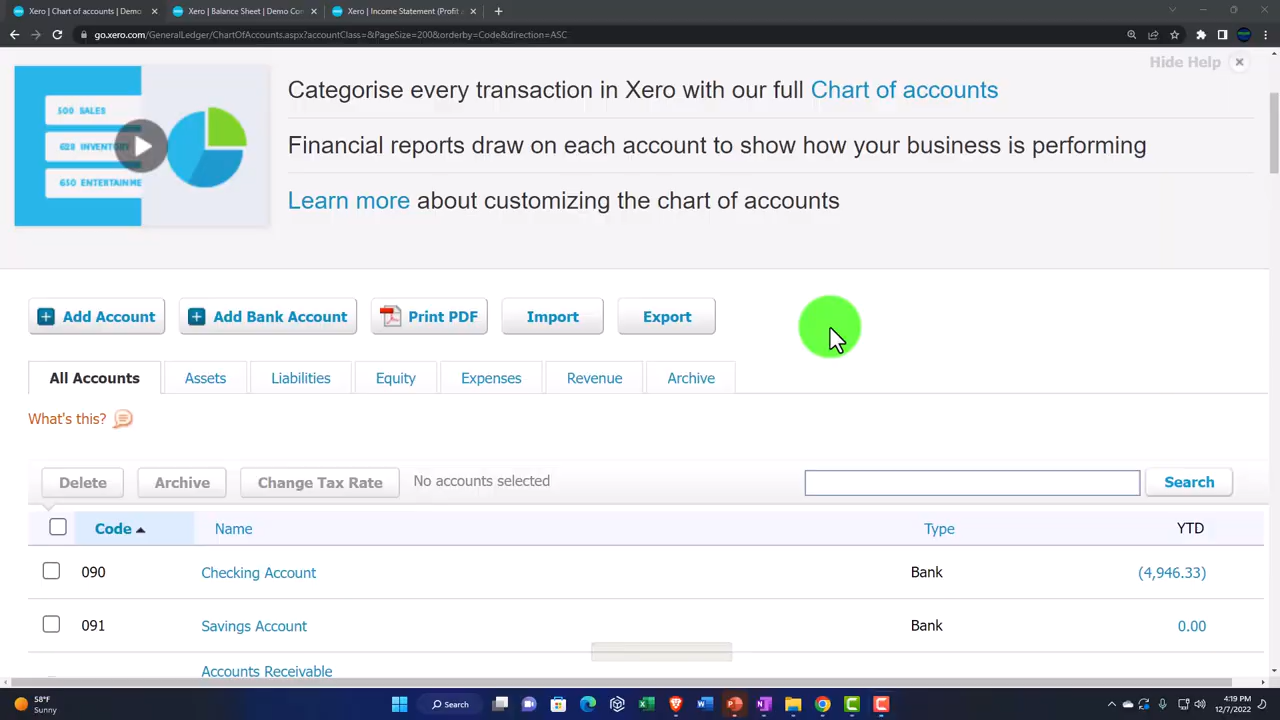 Xero | Chart of accounts | Demo
Xero | Balance Sheet | Demo Con
Xero | Income Statement (Profit a
go.xero.com/GeneralLedger/ChartOfAccounts.aspx?accountClass=&PageSize=200&orderby=Code&direction=ASC
Hide Help
500 SALES
628 INVENTORY
650 ENTERTAINME
Categorise every transaction in Xero with our full Chart of accounts
Financial reports draw on each account to show how your business is performing
Learn more about customizing the chart of accounts
Add Account
Add Bank Account
Print PDF
Import
Export
All Accounts
Assets
Liabilities
Equity
Expenses
Revenue
Archive
What's this?
Delete
Archive
Change Tax Rate
No accounts selected
Search
Code
Name
Type
YTD
090
Checking Account
Bank
(4,946.33)
091
Savings Account
Bank
0.00
Accounts Receivable
58°F
Sunny
Search
4:19 PM
12/7/2022